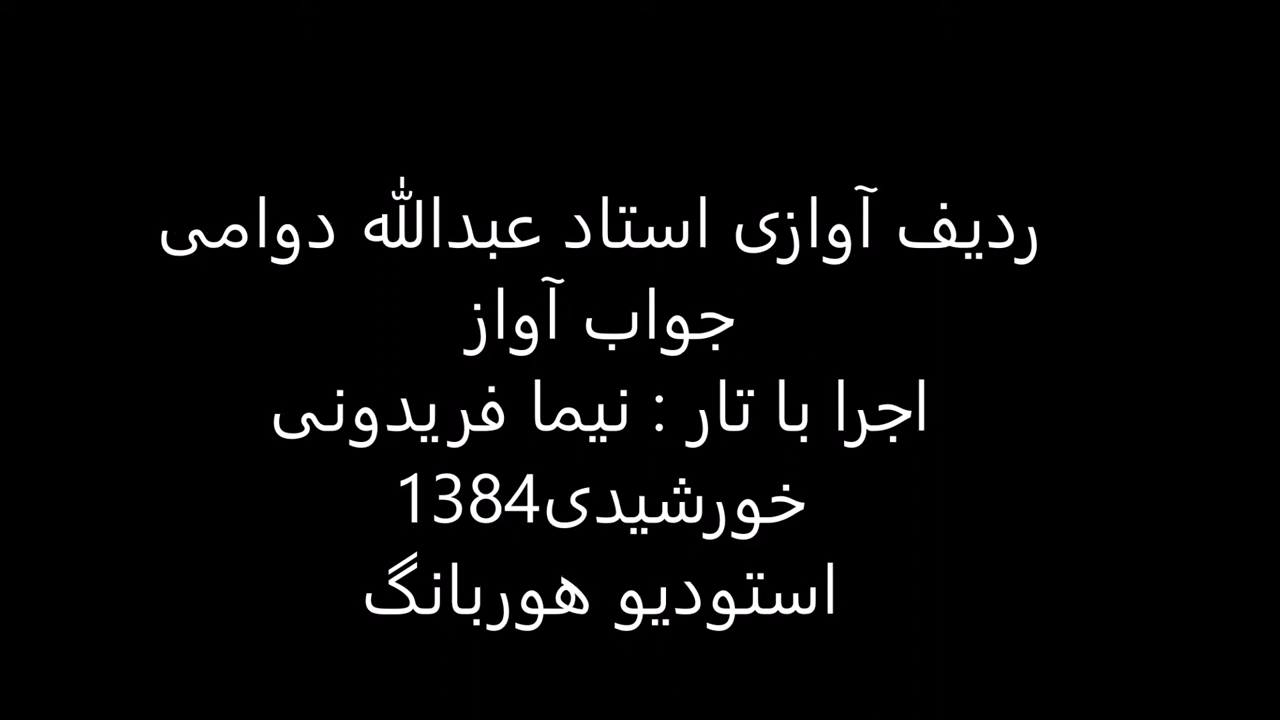 ردیف آوازی استاد عبدالله دوامی
جواب آواز
اجرا با تار : نیما فریدونی
خورشیدی1384
استودیو هوربانگ